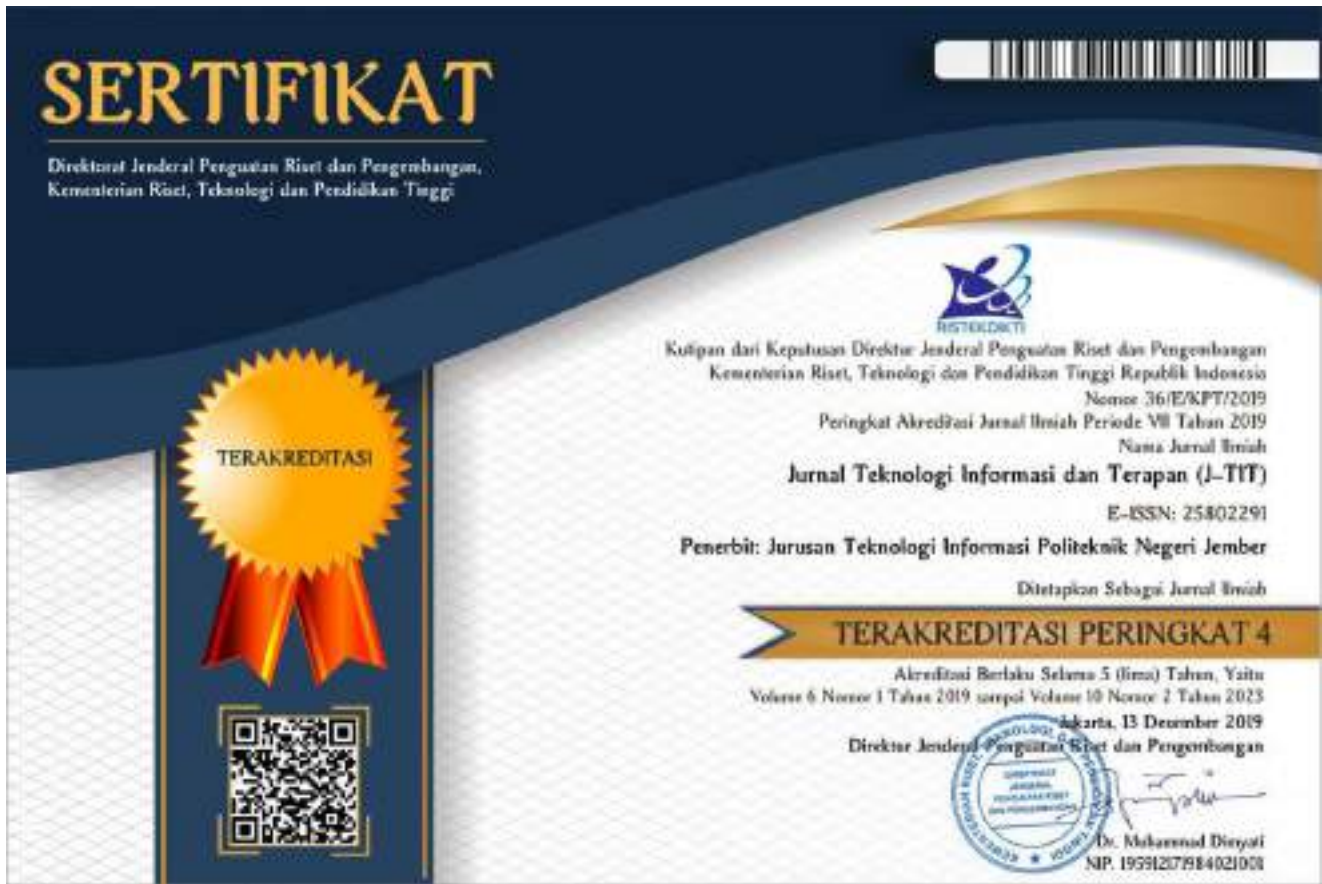 SERTIFIKAT
Direktorat Jenderal Penguatan Riset dan Pengembangan,
Kementerian Riset, Teknologi dan Pendidikan Tinggi
RISTEKDIKTI
Kutipan dari Keputusan Direktur Jenderal Penguatan Riset dan Pengembangan
Kementerian Riset, Teknologi dan Pendidikan Tinggi Republik Indonesia
Nomor 36/E/KPT/2019
Peringkat Akreditasi Jurnal Ilmiah Periode VII Tahun 2019
Nama Jurnal Ilmiah
Jurnal Teknologi Informasi dan Terapan (J-TIT)
E-ISSN: 25802291
Penerbit: Jurusan Teknologi Informasi Politeknik Negeri Jember
Ditetapkan Sebagai Jurnal Ilmiah
TERAKREDITASI PERINGKAT 4
Akreditasi Berlaku Selama 5 (lima) Tahun, Yaitu
Volume 6 Nomor 1 Tahun 2019 sampai Volume 10 Nomor 2 Tahun 2023
Jakarta, 13 Desember 2019
Direktur Jenderal Penguatan Riset dan Pengembangan
Dr. Muhammad Dimyati
NIP. 195912171984021001
TERAKREDITASI